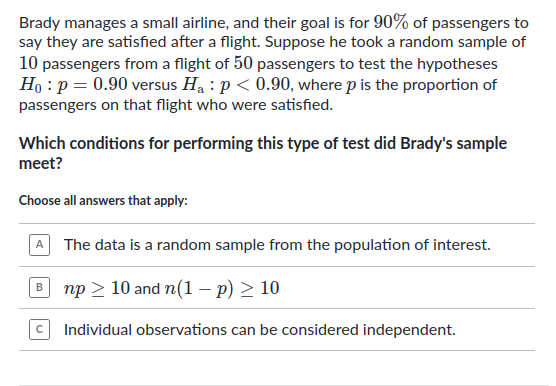 Brady manages a small airline, and their goal is for 90% of passengers to
say they are satisfied after a flight. Suppose he took a random sample of
10 passengers from a flight of 50 passengers to test the hypotheses
H₀ : p = 0.90 versus Hₐ : p < 0.90, where p is the proportion of
passengers on that flight who were satisfied.
Which conditions for performing this type of test did Brady's sample
meet?
Choose all answers that apply:
A The data is a random sample from the population of interest.
B np ≥ 10 and n(1 − p) ≥ 10
C Individual observations can be considered independent.